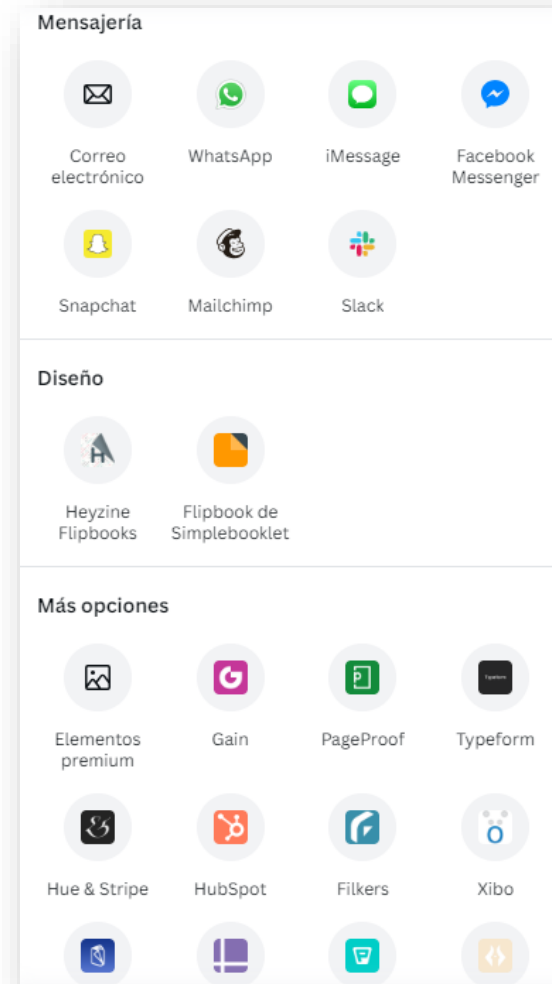 Mensajería
Correo
electrónico
WhatsApp
iMessage
Facebook
Messenger
Snapchat
Mailchimp
Slack
Diseño
Heyzine
Flipbooks
Flipbook de
Simplebooklet
Más opciones
Elementos
premium
Gain
PageProof
Typeform
Typeform
Hue & Stripe
HubSpot
Filkers
Xibo